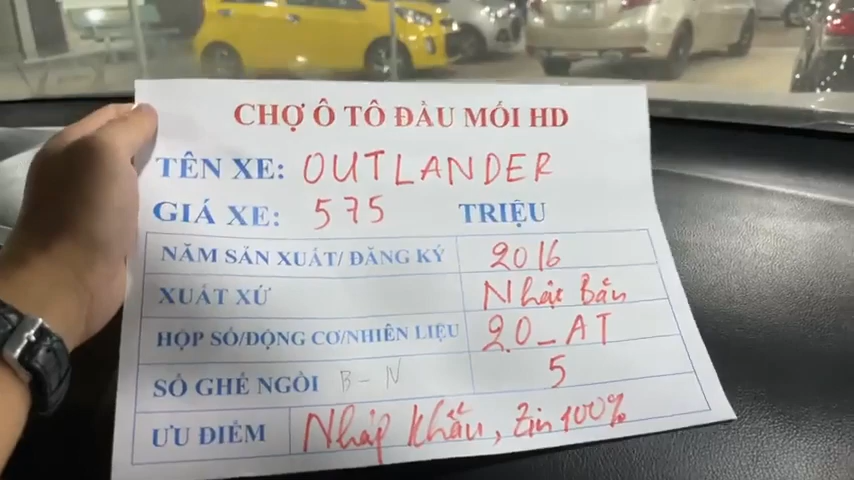 CHỢ Ô TÔ ĐẦU MỐI HD
TÊN XE: OUTLANDER
GIÁ XE: 575 TRIỆU
NĂM SẢN XUẤT/ ĐĂNG KÝ 2016
XUẤT XỨ Nhật Bản
HỘP SỐ/ĐỘNG CƠ/NHIÊN LIỆU 2.0_AT
SỐ GHẾ NGỒI B-N 5
ƯU ĐIỂM Nhập khẩu, Zin 100%